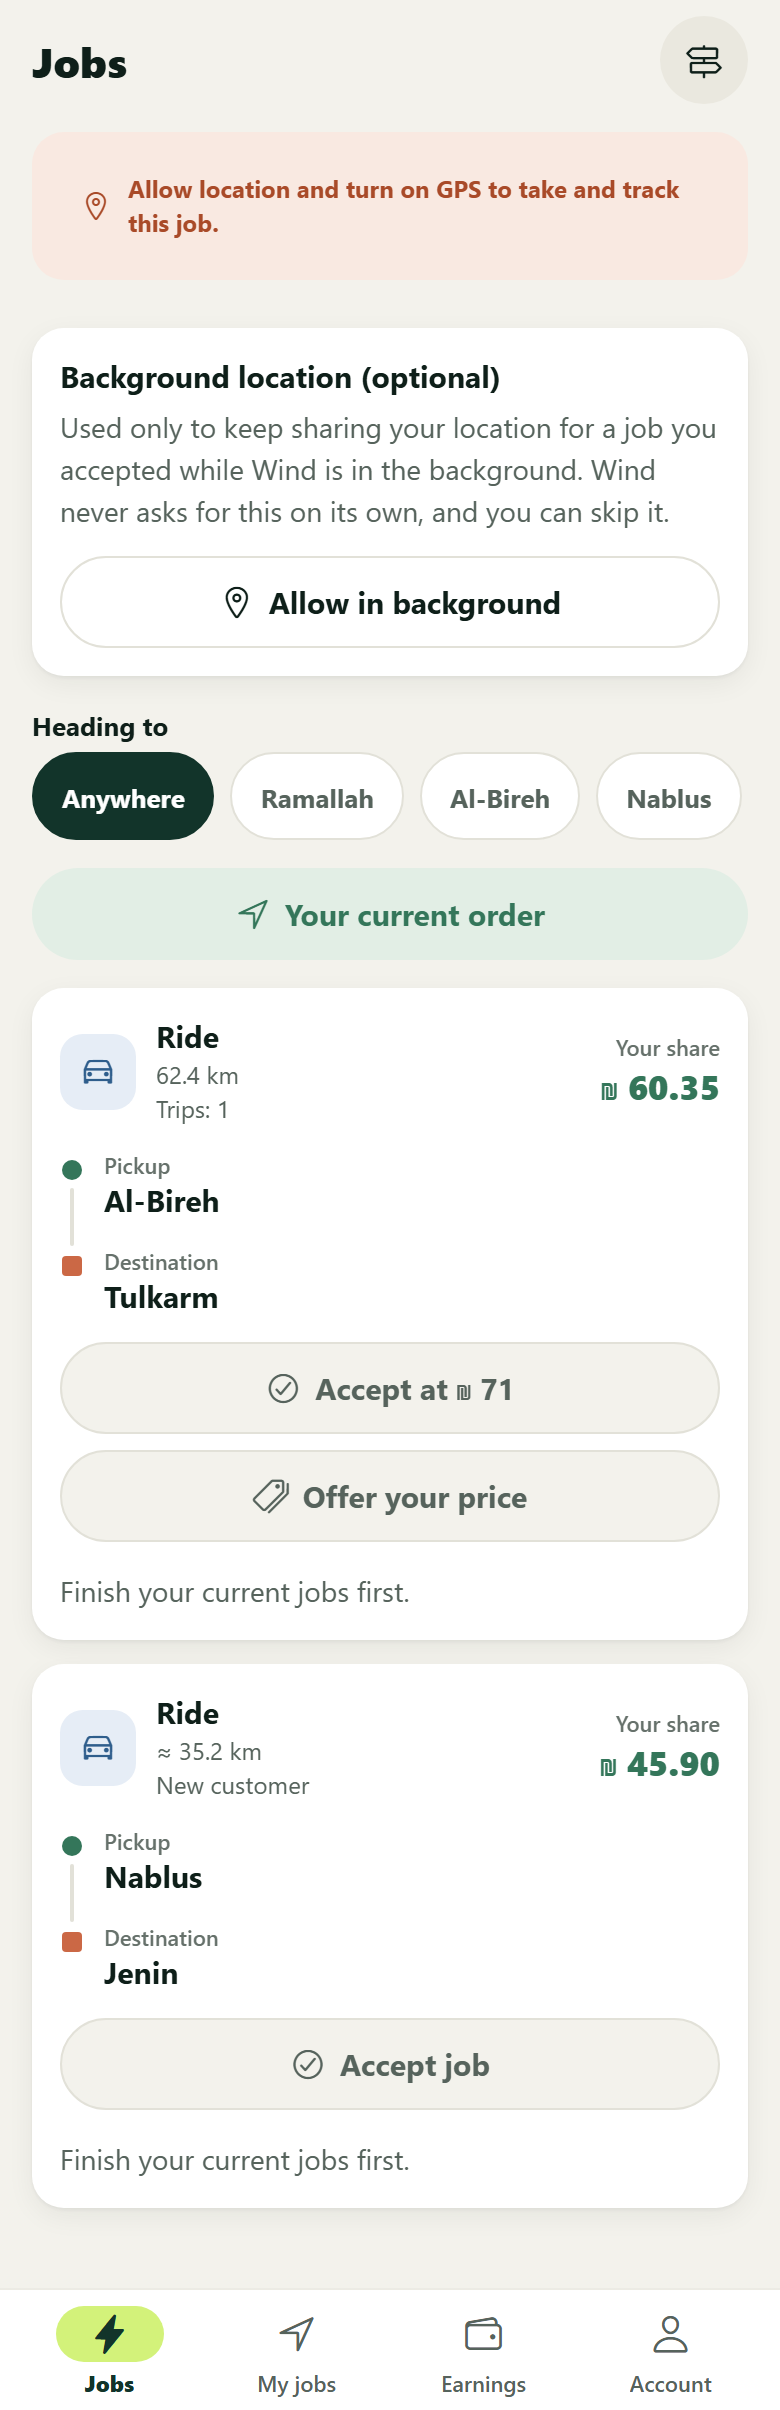 Jobs
Allow location and turn on GPS to take and track
this job.
Background location (optional)
Used only to keep sharing your location for a job you
accepted while Wind is in the background. Wind
never asks for this on its own, and you can skip it.
Allow in background
Heading to
Anywhere
Ramallah
Al-Bireh
Nablus
Your current order
Ride
62.4 km
Trips: 1
Your share
₪ 60.35
Pickup
Al-Bireh
Destination
Tulkarm
Accept at ₪ 71
Offer your price
Finish your current jobs first.
Ride
≈ 35.2 km
New customer
Your share
₪ 45.90
Pickup
Nablus
Destination
Jenin
Accept job
Finish your current jobs first.
Jobs
My jobs
Earnings
Account